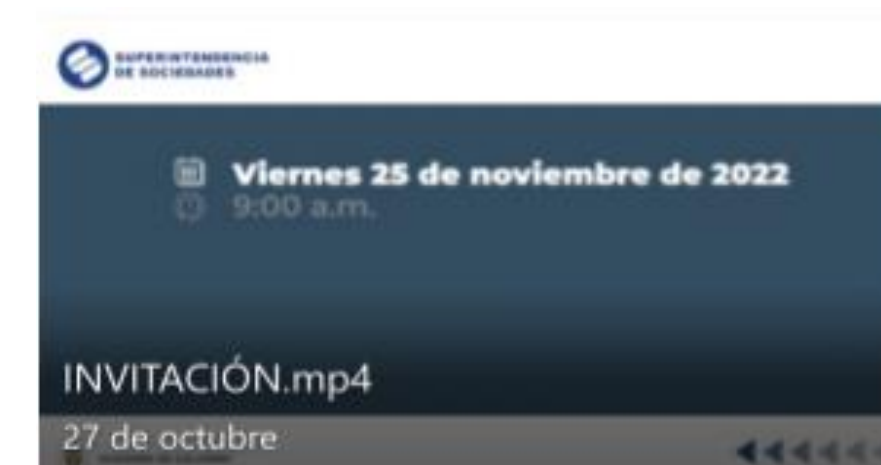 SUPERINTENDENCIA
DE SOCIEDADES
Viernes 25 de noviembre de 2022
9:00 a.m.
INVITACIÓN.mp4
27 de octubre